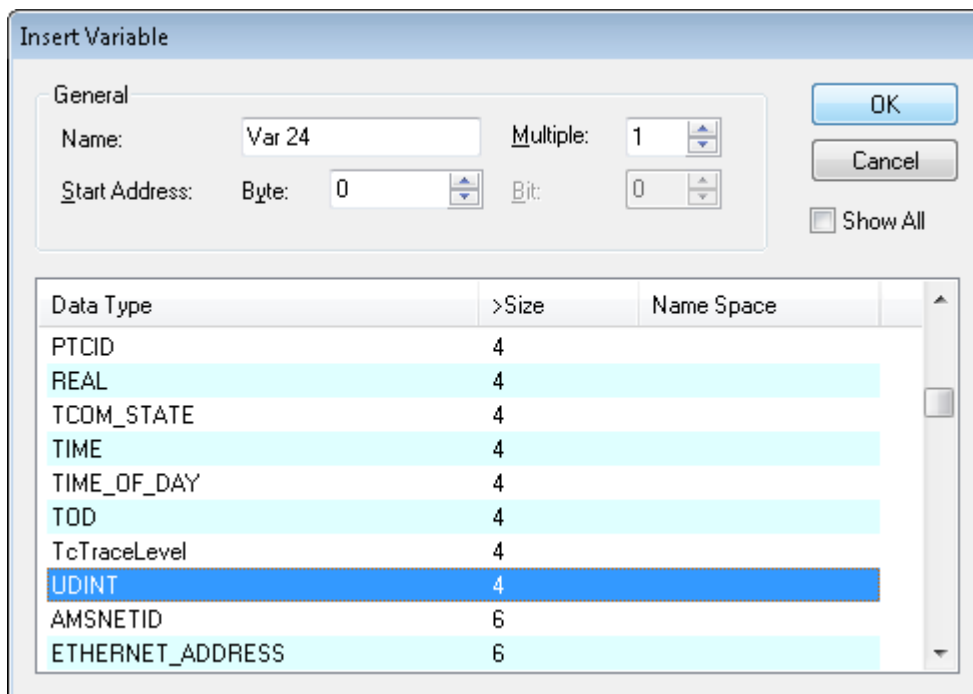 Insert Variable
General
Name: Var 24 Multiple: 1
Start Address: Byte: 0 Bit: 0
OK
Cancel
Show All
Data Type >Size Name Space
PTCID 4
REAL 4
TCOM_STATE 4
TIME 4
TIME_OF_DAY 4
TOD 4
TcTraceLevel 4
UDINT 4
AMSNETID 6
ETHERNET_ADDRESS 6